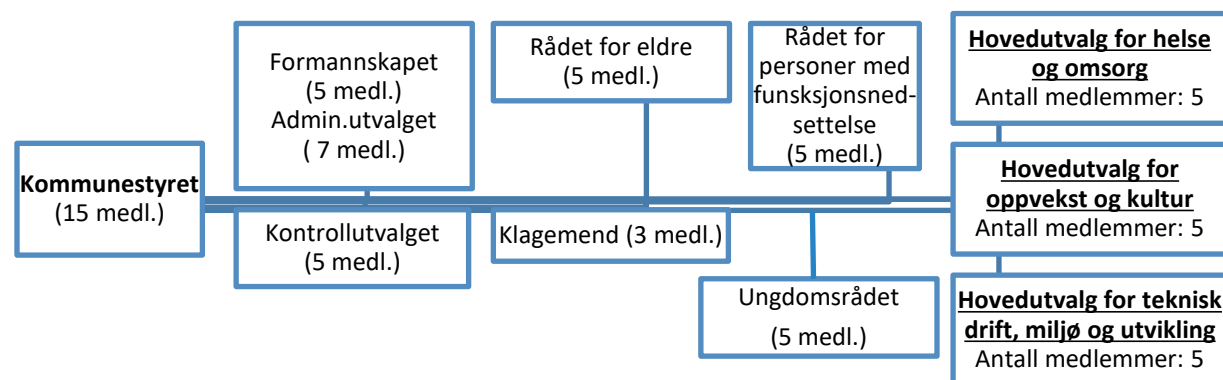 Kommunestyret
(15 medl.)
Formannskapet
(5 medl.)
Admin.utvalget
( 7 medl.)
Kontrollutvalget
(5 medl.)
Rådet for eldre
(5 medl.)
Klagemend (3 medl.)
Rådet for
personer med
funsksjonsned-
settelse
(5 medl.)
Ungdomsrådet
(5 medl.)
Hovedutvalg for helse
og omsorg
Antall medlemmer: 5
Hovedutvalg for
oppvekst og kultur
Antall medlemmer: 5
Hovedutvalg for teknisk
drift, miljø og utvikling
Antall medlemmer: 5